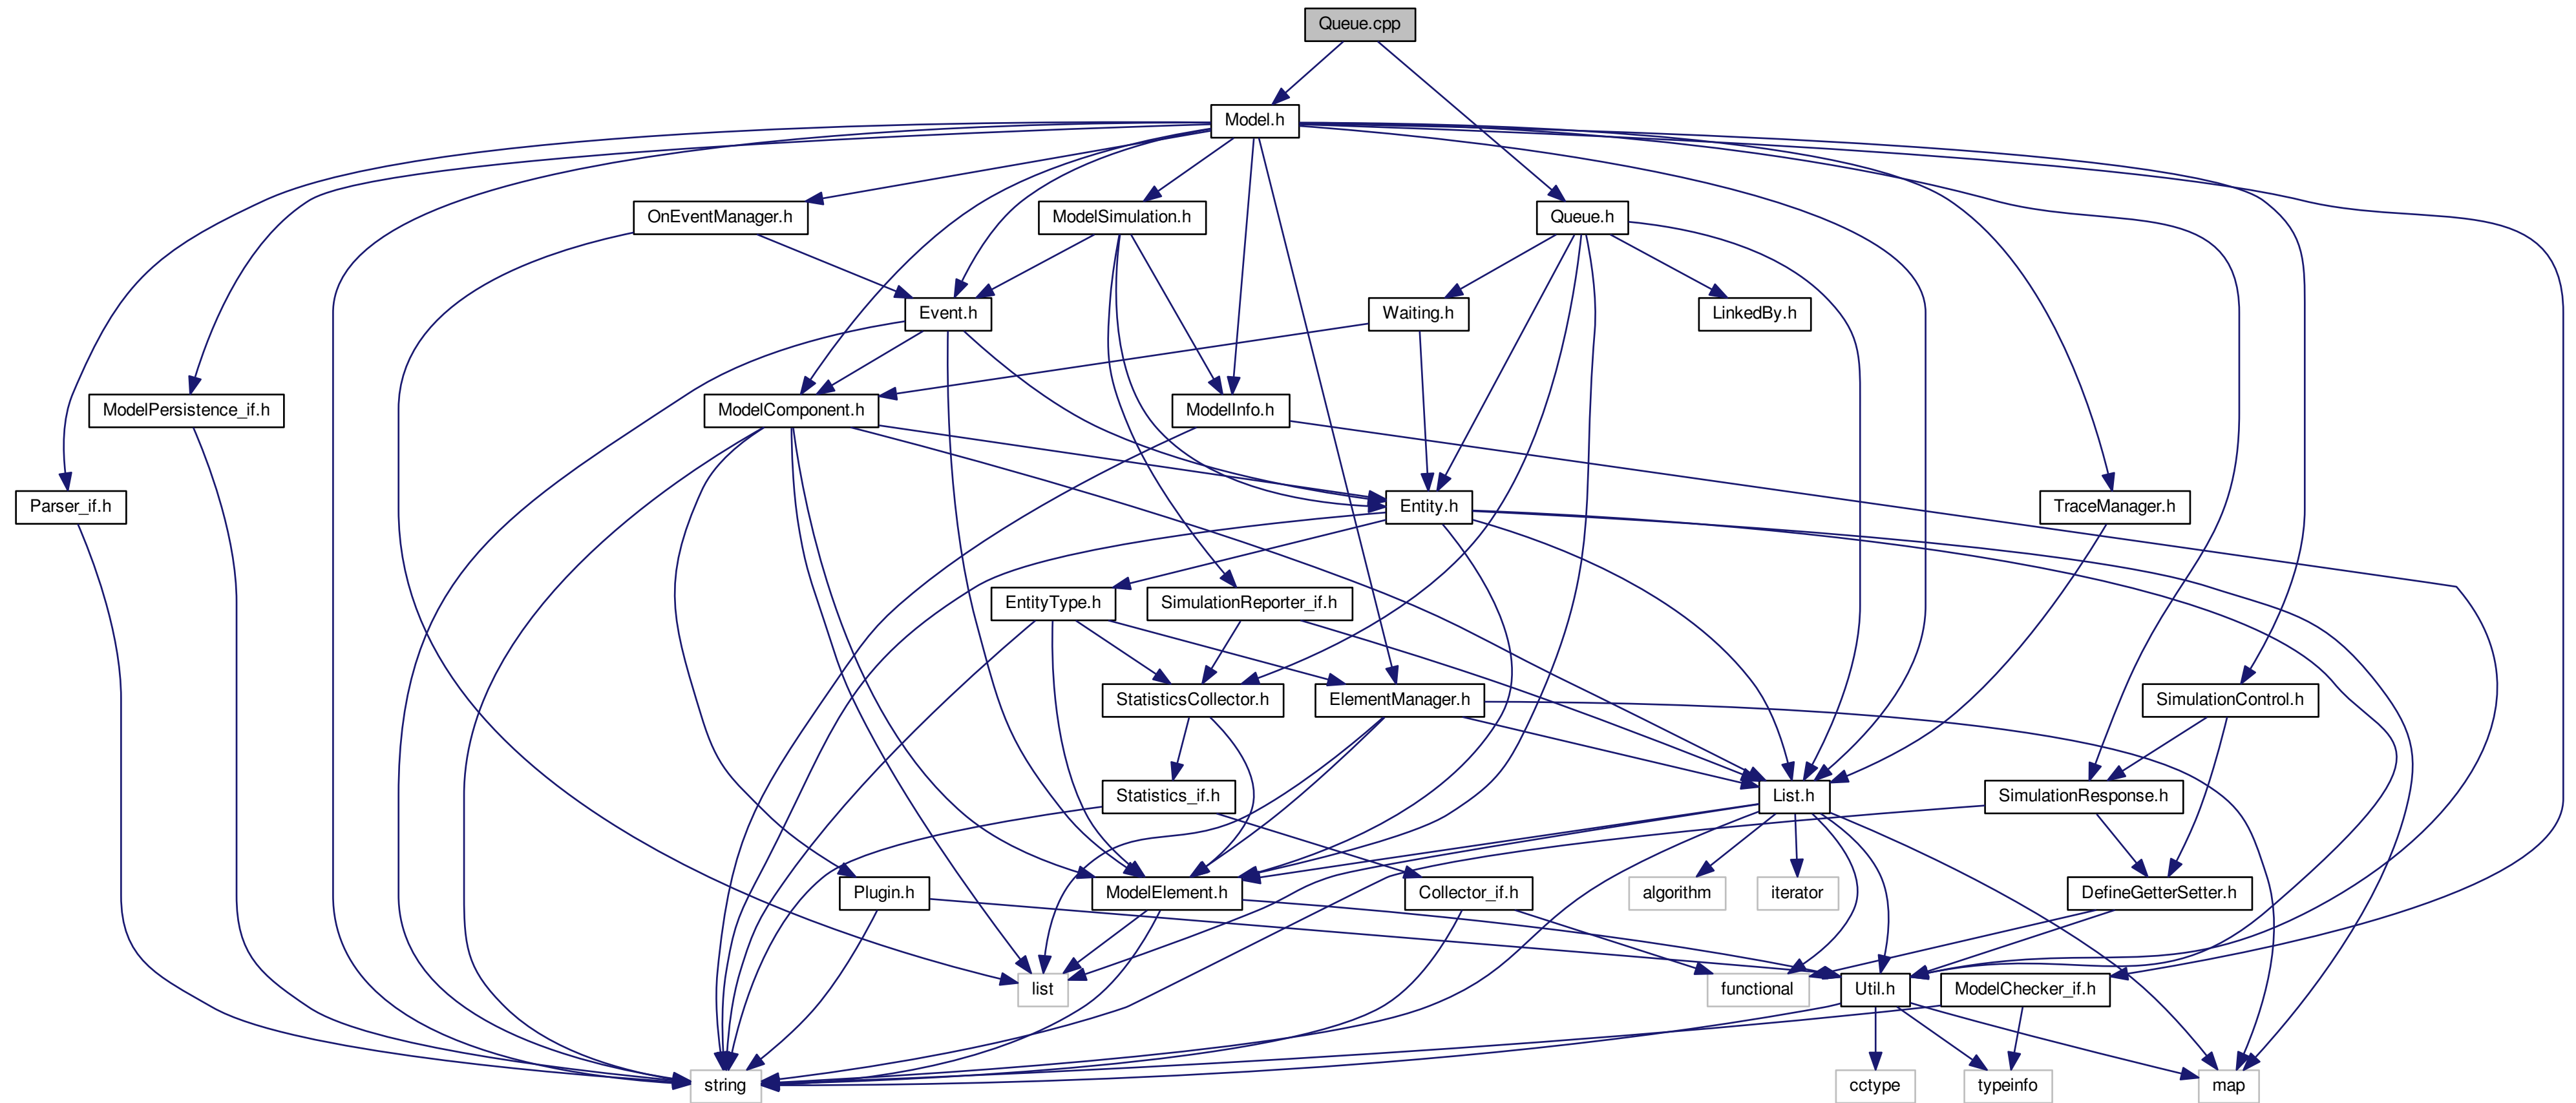 Queue.cpp
Model.h
OnEventManager.h
ModelSimulation.h
Queue.h
Event.h
Waiting.h
LinkedBy.h
ModelPersistence_if.h
ModelComponent.h
ModelInfo.h
Parser_if.h
Entity.h
TraceManager.h
EntityType.h
SimulationReporter_if.h
StatisticsCollector.h
ElementManager.h
SimulationControl.h
Statistics_if.h
List.h
SimulationResponse.h
Plugin.h
ModelElement.h
Collector_if.h
algorithm
iterator
DefineGetterSetter.h
list
functional
Util.h
ModelChecker_if.h
string
cctype
typeinfo
map